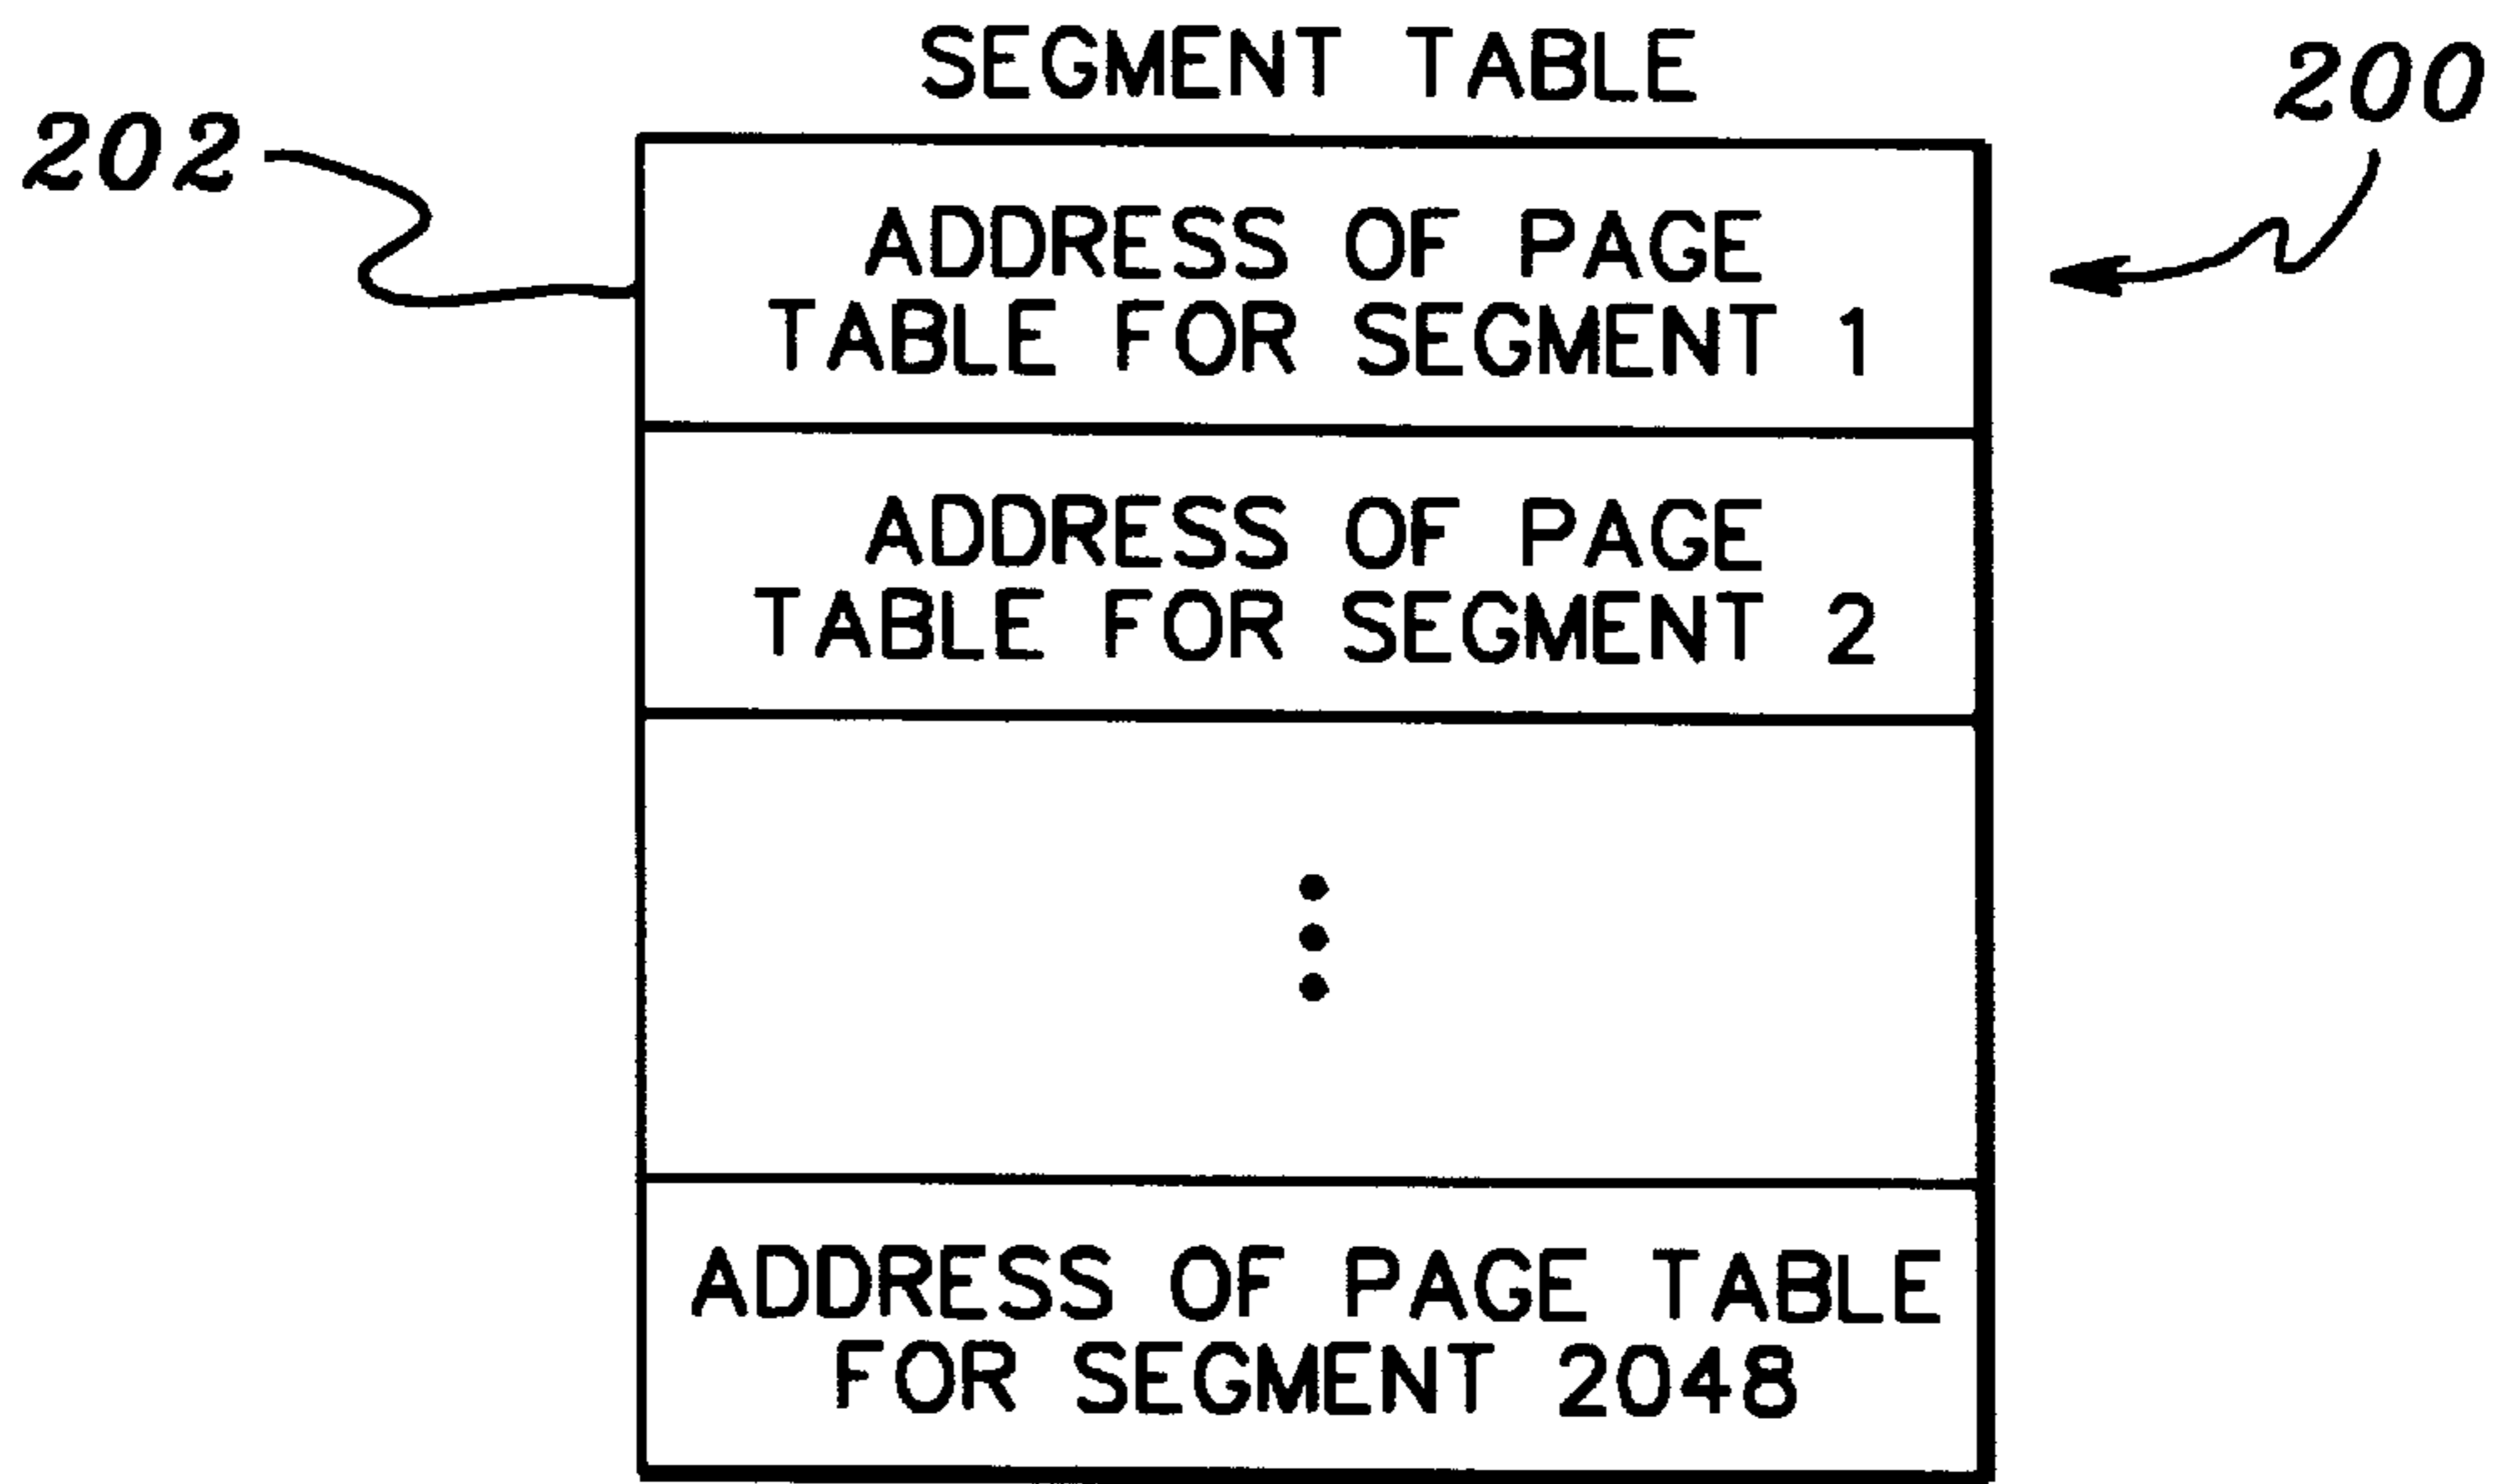 SEGMENT TABLE
200
202
ADDRESS OF PAGE
TABLE FOR SEGMENT 1
ADDRESS OF PAGE
TABLE FOR SEGMENT 2
ADDRESS OF PAGE TABLE
FOR SEGMENT 2048